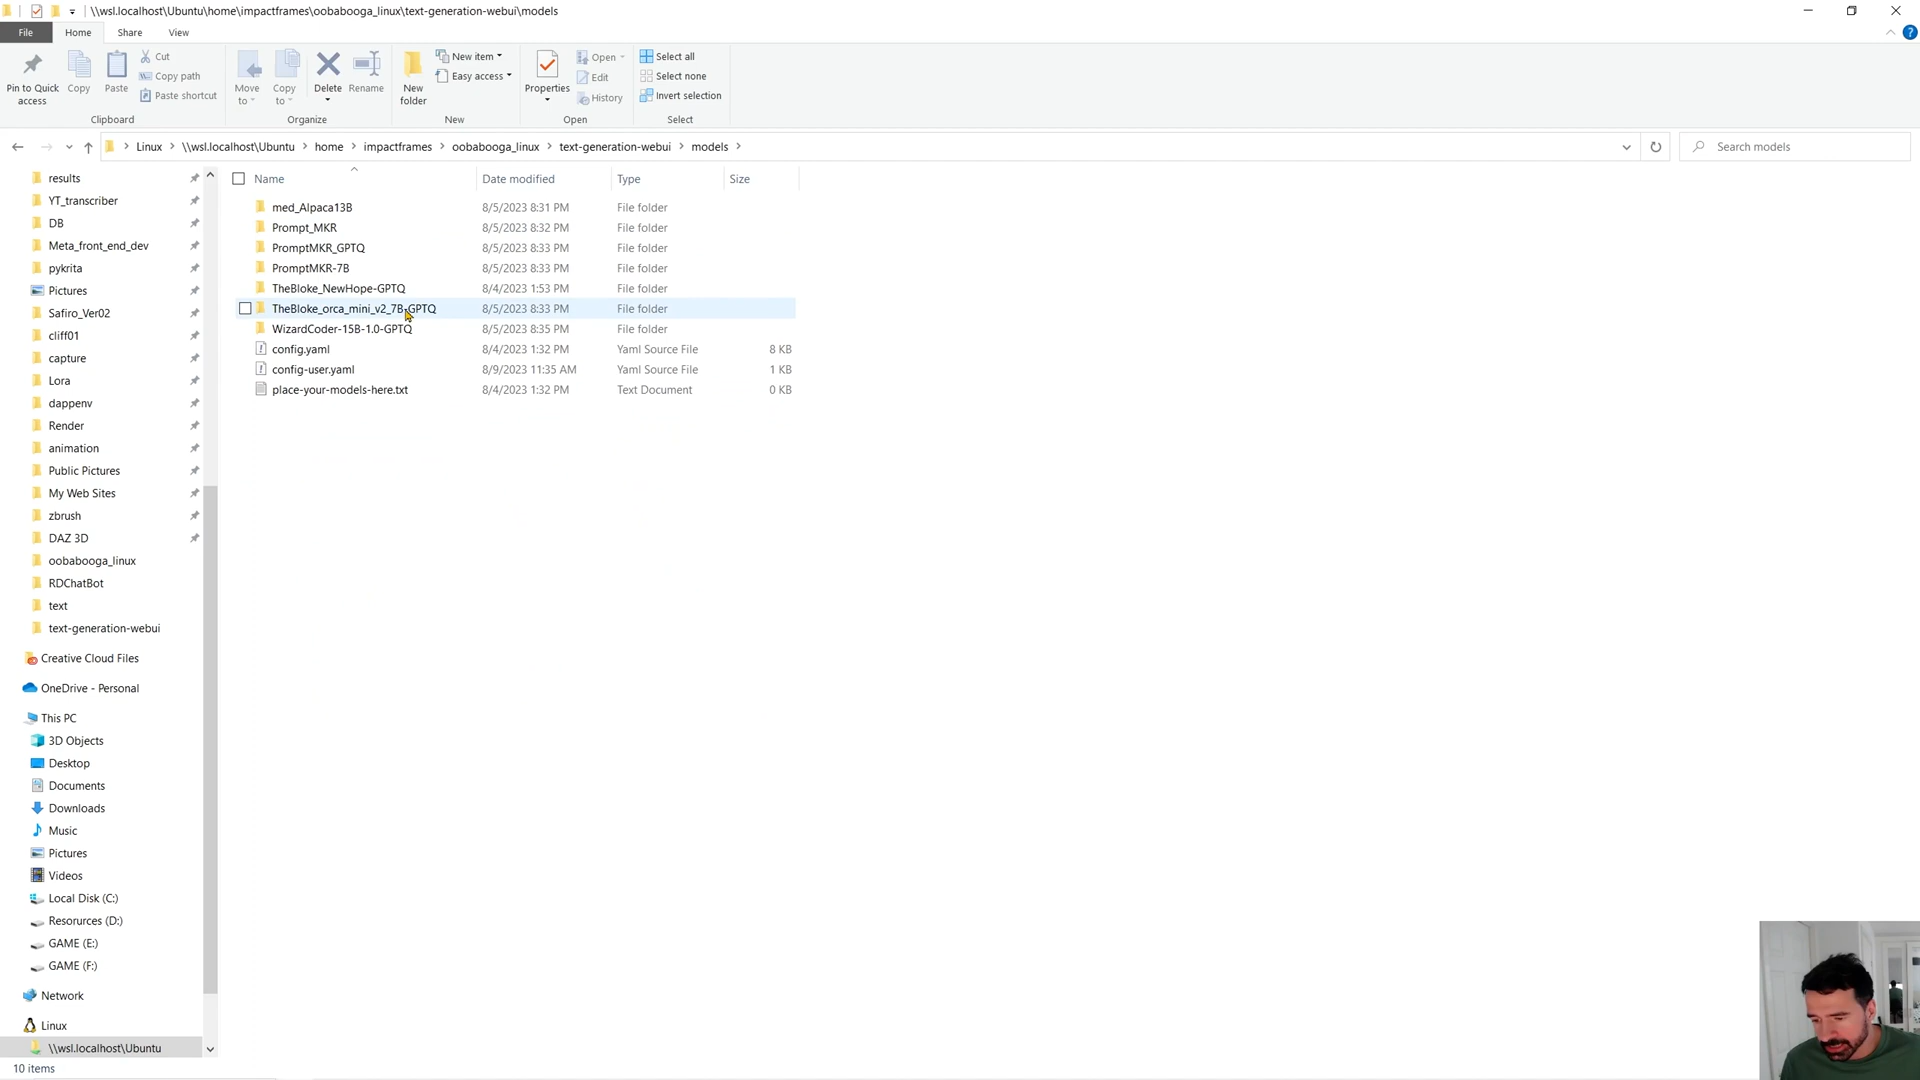 \\wsl.localhost\Ubuntu\home\impactframes\oobabooga_linux\text-generation-webui\models
File Home Share View
Pin to Quick access
Copy
Paste
Cut
Copy path
Paste shortcut
Clipboard
Move to
Copy to
Delete
Rename
Organize
New folder
New item
Easy access
New
Properties
Open
Edit
History
Open
Select all
Select none
Invert selection
Select
Linux \\wsl.localhost\Ubuntu home impactframes oobabooga_linux text-generation-webui models
Search models
results
YT_transcriber
DB
Meta_front_end_dev
pykrita
Pictures
Safiro_Ver02
cliff01
capture
Lora
dappenv
Render
animation
Public Pictures
My Web Sites
zbrush
DAZ 3D
oobabooga_linux
RDChatBot
text
text-generation-webui
Creative Cloud Files
OneDrive - Personal
This PC
3D Objects
Desktop
Documents
Downloads
Music
Pictures
Videos
Local Disk (C:)
Resorurces (D:)
GAME (E:)
GAME (F:)
Network
Linux
\\wsl.localhost\Ubuntu
Name Date modified Type Size
med_Alpaca13B 8/5/2023 8:31 PM File folder
Prompt_MKR 8/5/2023 8:32 PM File folder
PromptMKR_GPTQ 8/5/2023 8:33 PM File folder
PromptMKR-7B 8/5/2023 8:33 PM File folder
TheBloke_NewHope-GPTQ 8/4/2023 1:53 PM File folder
TheBloke_orca_mini_v2_7B-GPTQ 8/5/2023 8:33 PM File folder
WizardCoder-15B-1.0-GPTQ 8/5/2023 8:35 PM File folder
config.yaml 8/4/2023 1:32 PM Yaml Source File 8 KB
config-user.yaml 8/9/2023 11:35 AM Yaml Source File 1 KB
place-your-models-here.txt 8/4/2023 1:32 PM Text Document 0 KB
10 items